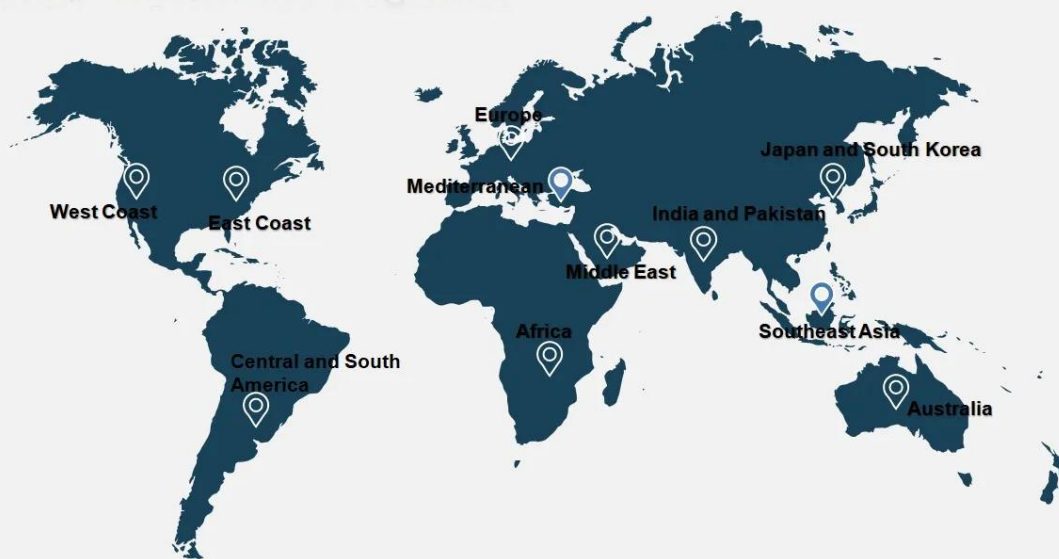 Europe
Japan and South Korea
Mediterranean
West Coast
East Coast
India and Pakistan
Middle East
Africa
Southeast Asia
Central and South
America
Australia